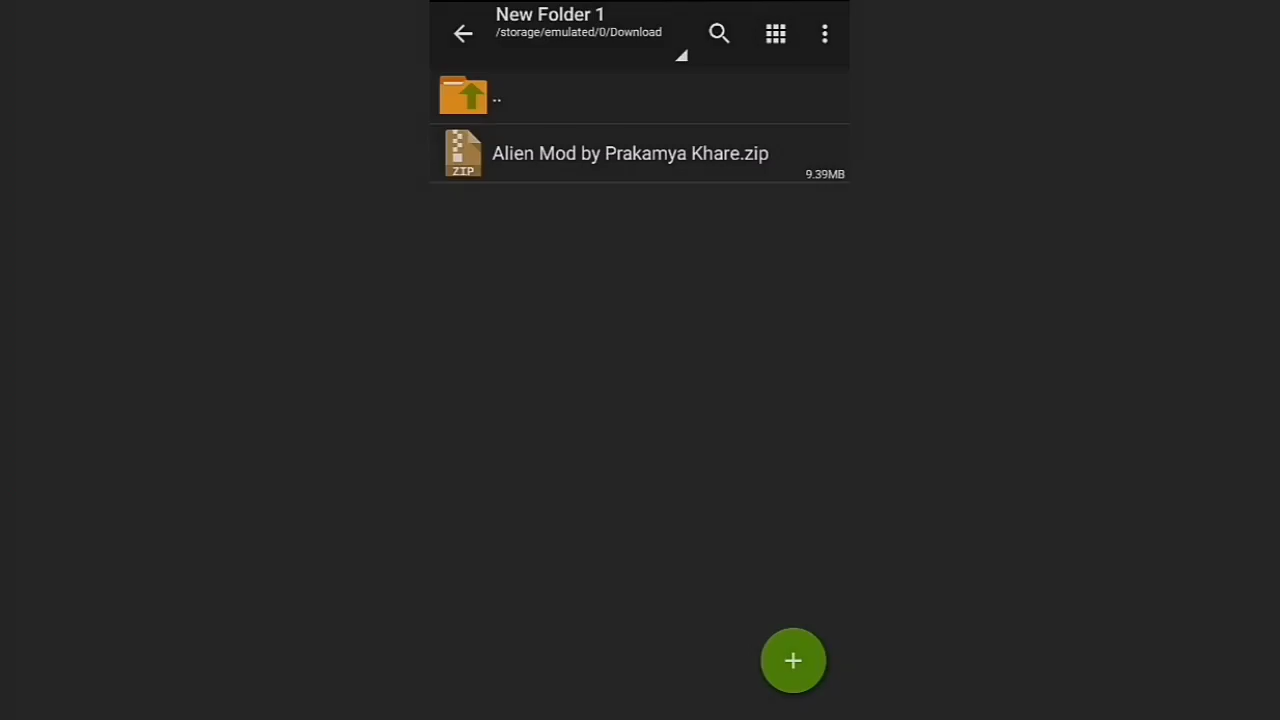 New Folder 1
/storage/emulated/0/Download
..
Alien Mod by Prakamya Khare.zip
ZIP
9.39MB